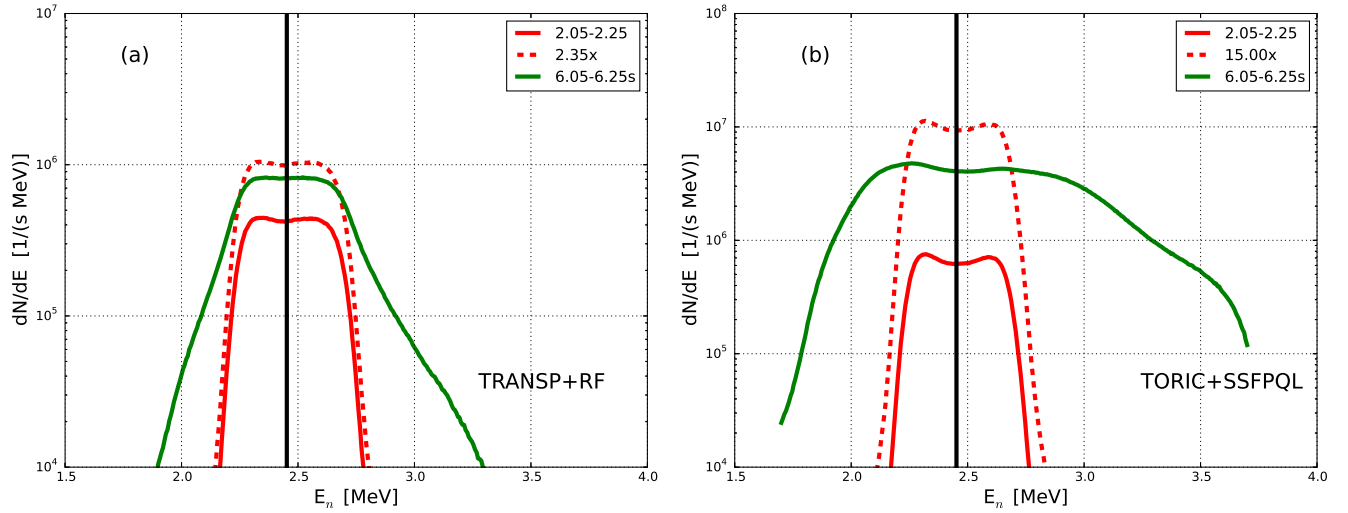 10^7
10^6
10^5
10^4
dN/dE [1/(s MeV)]
(a)
2.05-2.25
2.35x
6.05-6.25s
TRANSP+RF
1.5 2.0 2.5 3.0 3.5 4.0
E_n [MeV]
10^8
10^7
10^6
10^5
10^4
dN/dE [1/(s MeV)]
(b)
2.05-2.25
15.00x
6.05-6.25s
TORIC+SSFPQL
1.5 2.0 2.5 3.0 3.5 4.0
E_n [MeV]